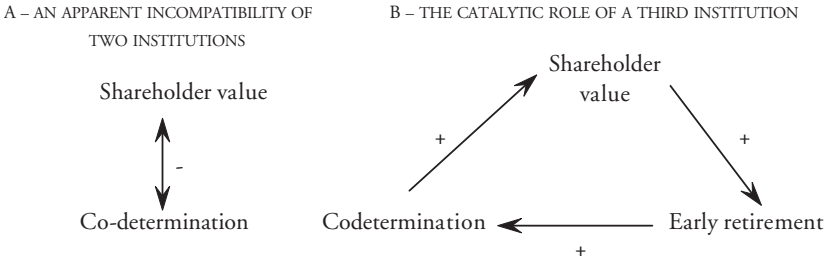 A – AN APPARENT INCOMPATIBILITY OF
TWO INSTITUTIONS
Shareholder value
-
Co-determination
B – THE CATALYTIC ROLE OF A THIRD INSTITUTION
Shareholder
value
+
+
Codetermination
Early retirement
+